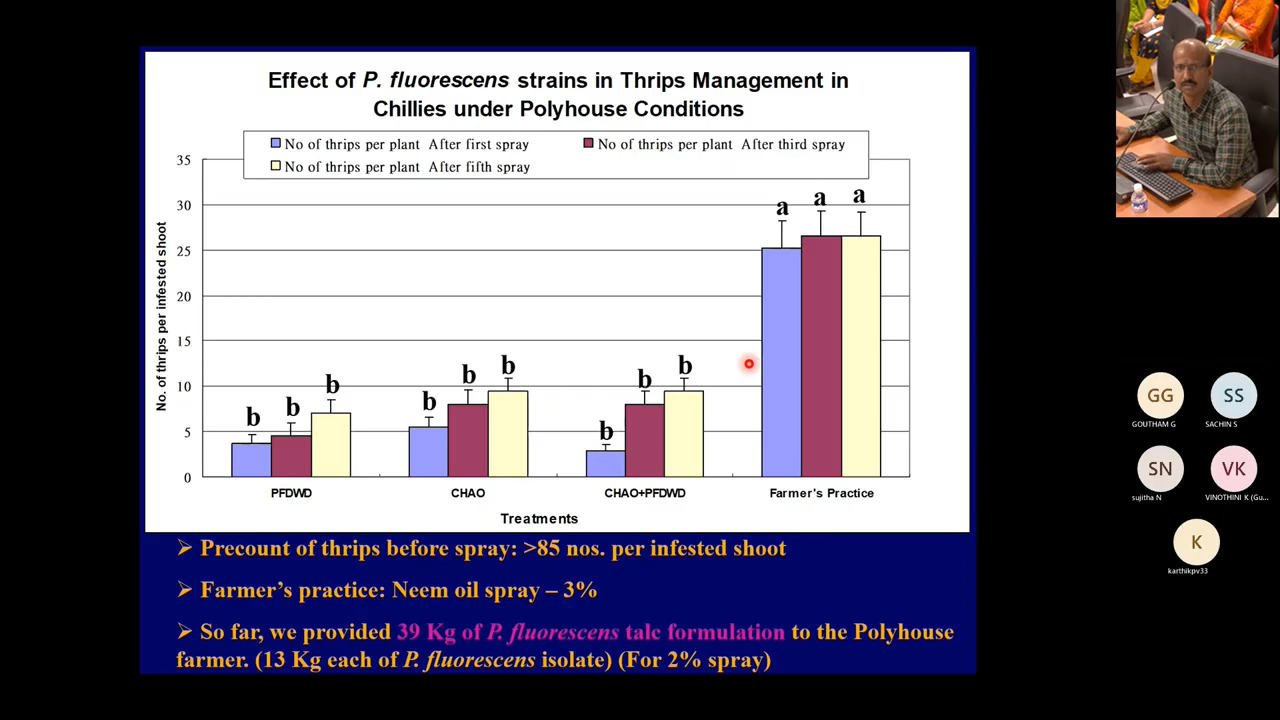 Effect of P. fluorescens strains in Thrips Management in
Chillies under Polyhouse Conditions
No of thrips per plant After first spray
No of thrips per plant After third spray
No of thrips per plant After fifth spray
35
30
25
20
15
10
5
0
No. of thrips per infested shoot
b b b
b b b
b b b
a a a
PFDWD
CHAO
CHAO+PFDWD
Farmer's Practice
Treatments
➢ Precount of thrips before spray: >85 nos. per infested shoot
➢ Farmer's practice: Neem oil spray – 3%
➢ So far, we provided 39 Kg of P. fluorescens talc formulation to the Polyhouse
farmer. (13 Kg each of P. fluorescens isolate) (For 2% spray)
GG
GOUTHAM G
SS
SACHIN S
SN
sujitha N
VK
VINOTHINI K (Gu...
K
karthikpv33